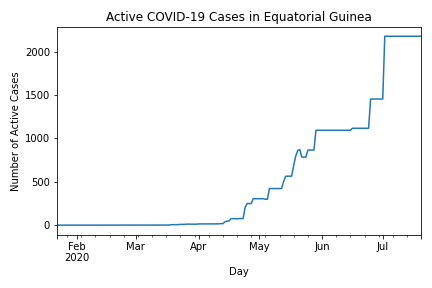 Active COVID-19 Cases in Equatorial Guinea
Number of Active Cases
2000
1500
1000
500
0
Feb
2020
Mar
Apr
May
Jun
Jul
Day